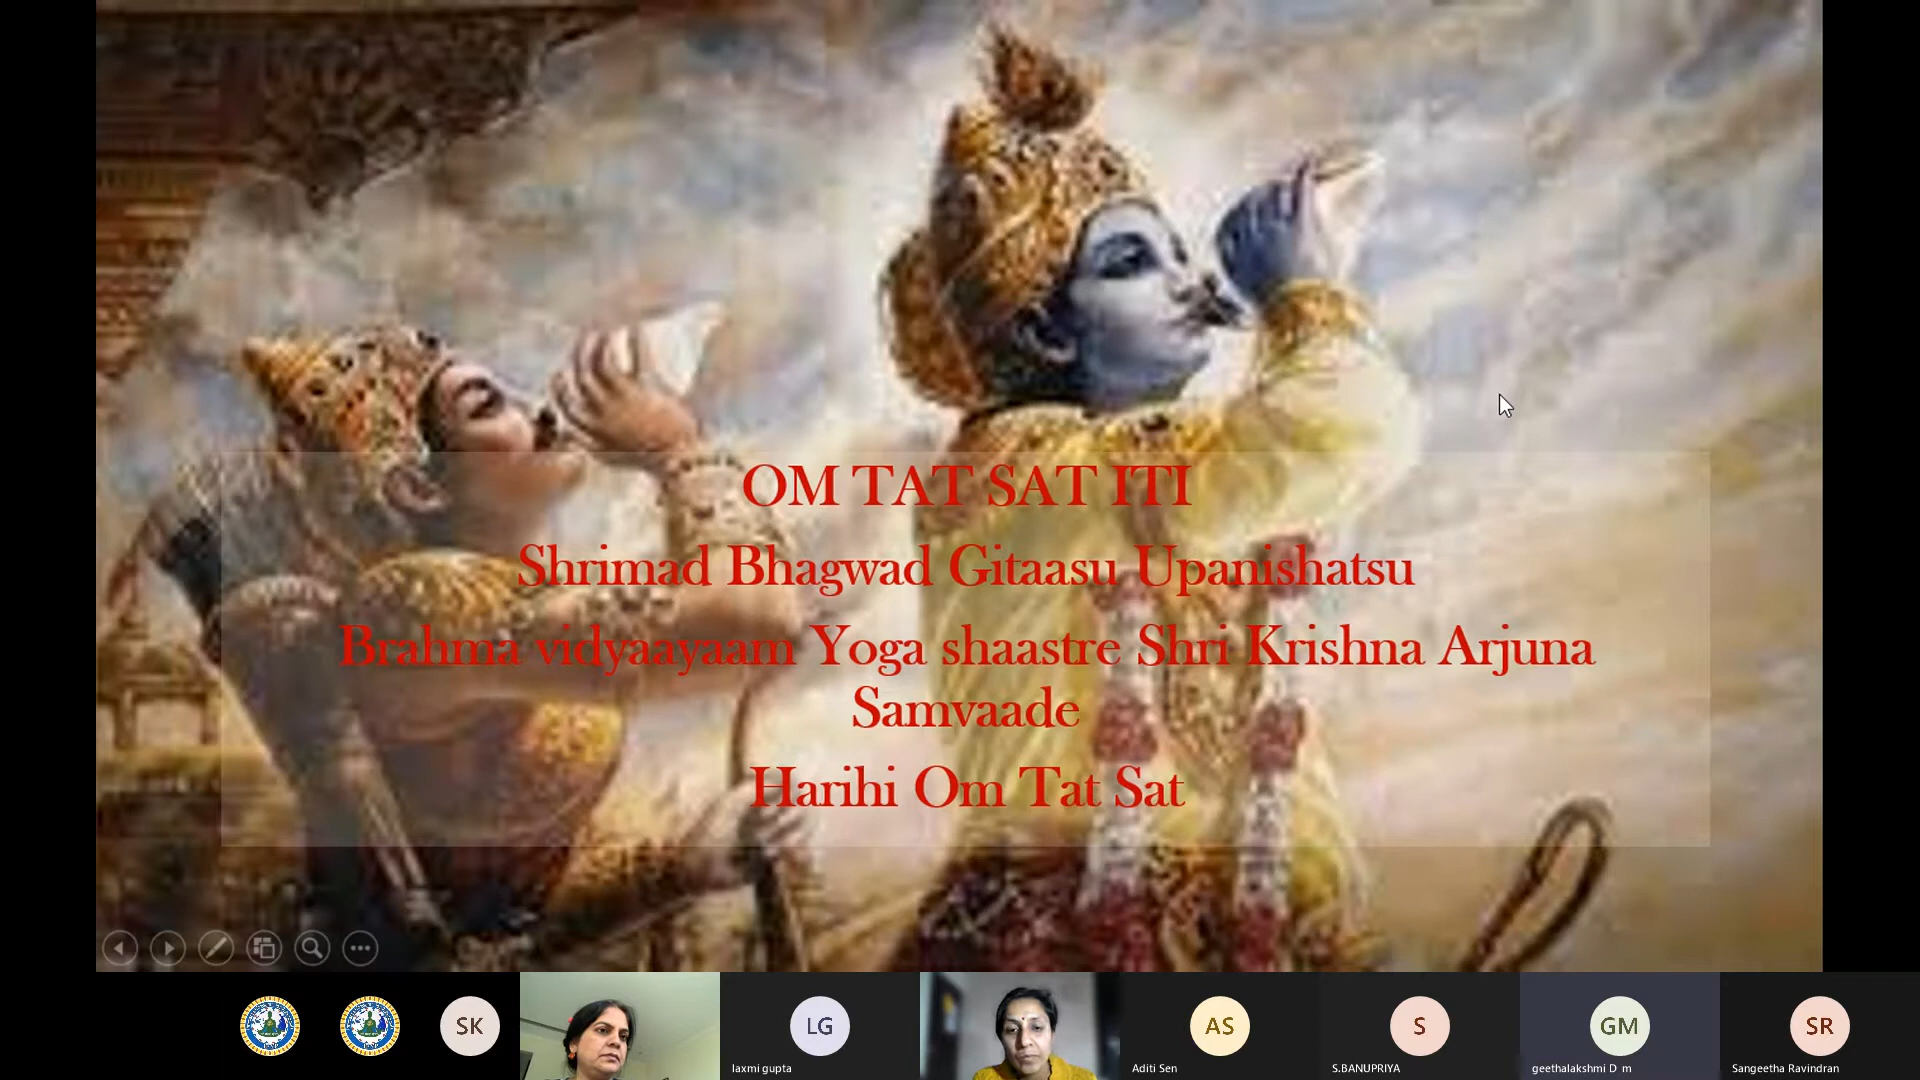 OM TAT SAT ITI
Shrimad Bhagwad Gitaasu Upanishatsu
Brahma vidyaayaam Yoga shaastre Shri Krishna Arjuna
Samvaade
Harihi Om Tat Sat
SK
LG
AS
S
GM
SR
laxmi gupta
Aditi Sen
S.BANUPRIYA
geethalakshmi D m
Sangeetha Ravindran